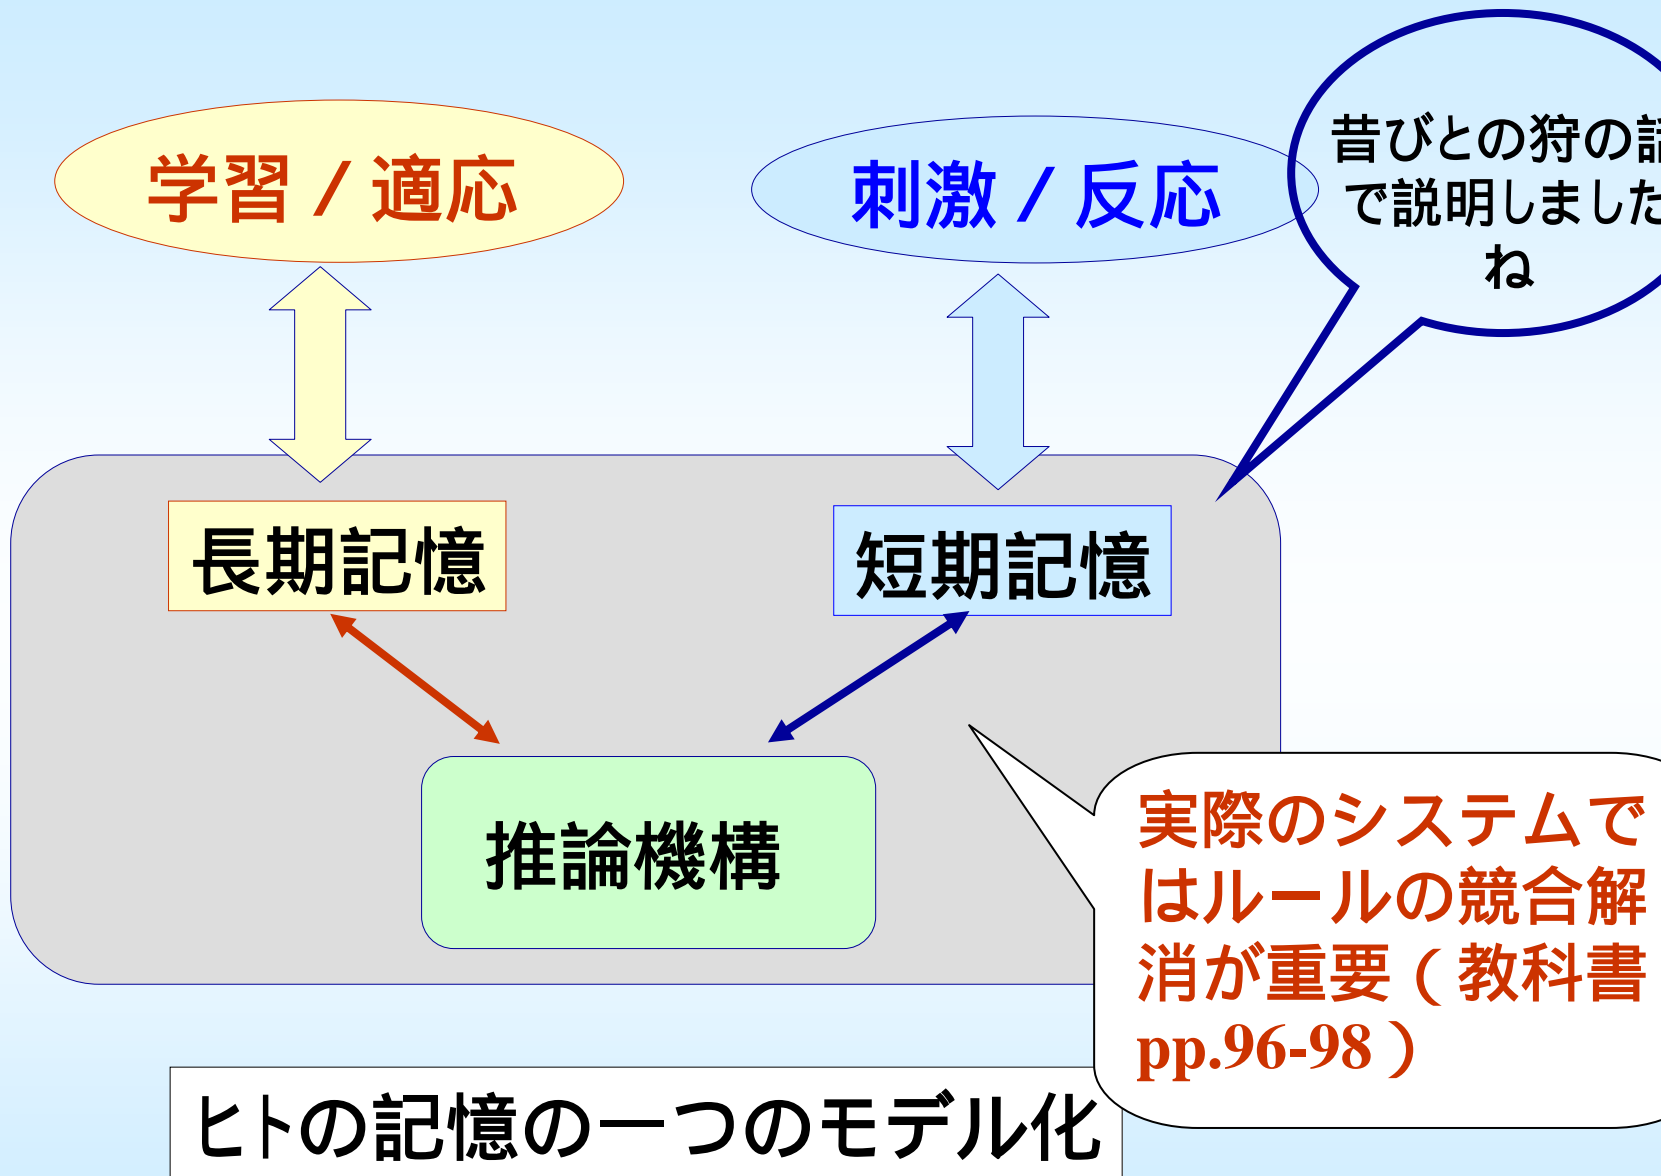 学習/適応
刺激/反応
昔びとの狩の話
で説明しました
ね
長期記憶
短期記憶
推論機構
実際のシステムで
はルールの競合解
消が重要(教科書
pp.96-98)
ヒトの記憶の一つのモデル化